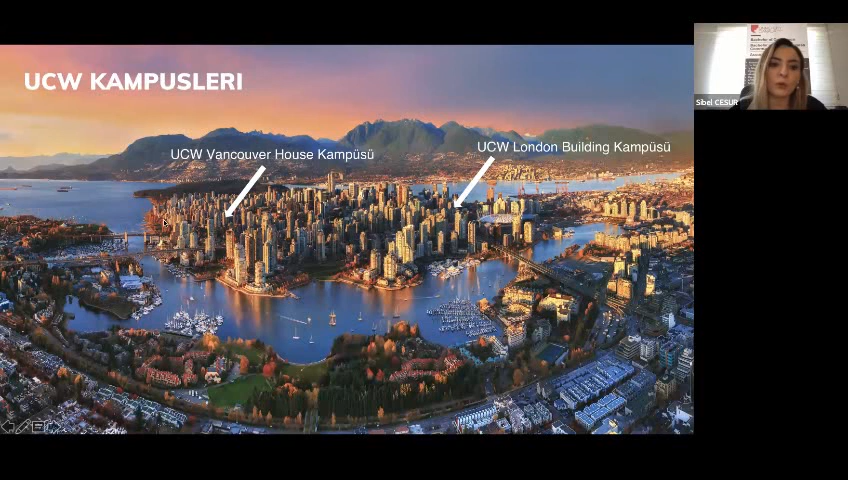 UCW KAMPUSLERI
UCW Vancouver House Kampüsü
UCW London Building Kampüsü
Sibel CESUR